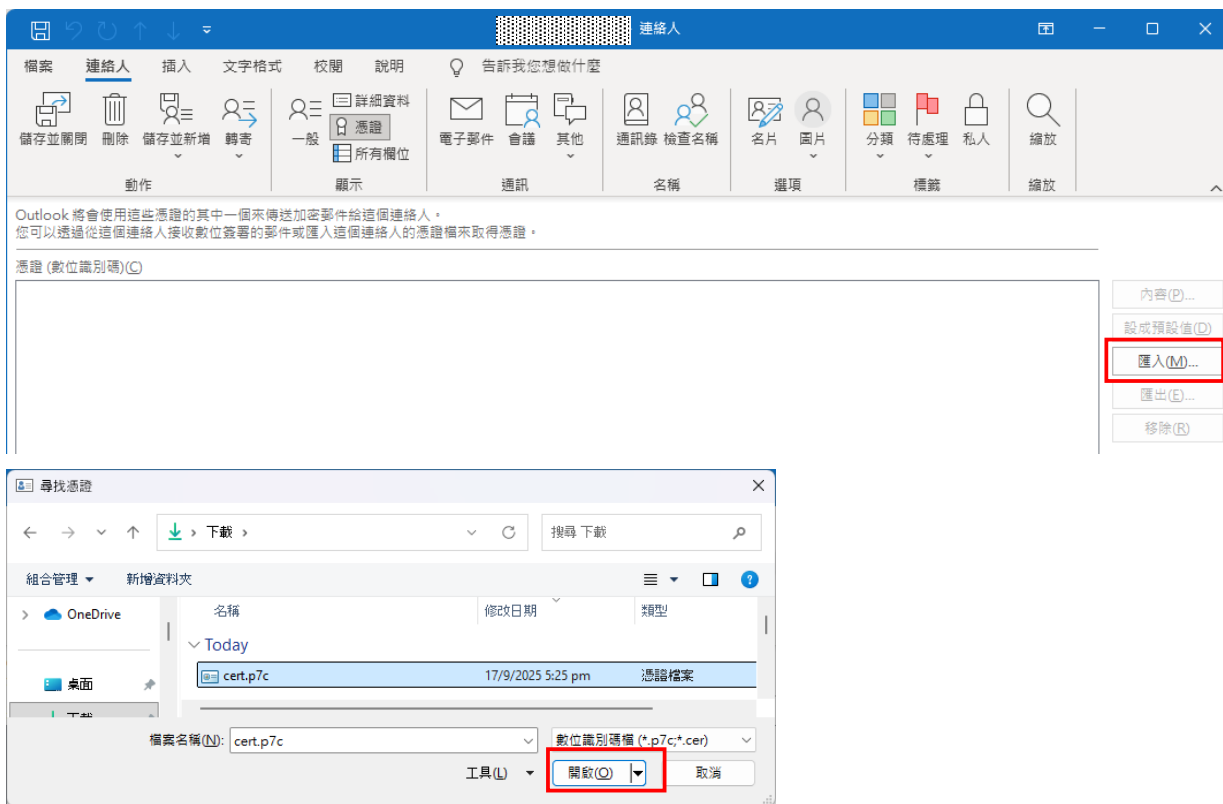 連絡人
檔案 連絡人 插入 文字格式 校閱 說明 告訴我您想做什麼
儲存並關閉 刪除 儲存並新增 轉寄 一般 詳細資料 憑證 所有欄位 電子郵件 會議 其他 通訊錄 檢查名稱 名片 圖片 分類 待處理 私人 縮放
動作 顯示 通訊 名稱 選項 標籤 縮放
Outlook 將會使用這些憑證的其中一個來傳送加密郵件給這個連絡人。
您可以透過從這個連絡人接收數位簽署的郵件或匯入這個連絡人的憑證檔來取得憑證。
憑證 (數位識別碼)(C)
內容(P)...
設成預設值(D)
匯入(M)...
匯出(E)...
移除(R)
尋找憑證
下載 搜尋 下載
組合管理 新增資料夾
OneDrive 名稱 修改日期 類型
Today
桌面 cert.p7c 17/9/2025 5:25 pm 憑證檔案
檔案名稱(N): cert.p7c 數位識別碼檔 (*.p7c;*.cer)
工具(L) 開啟(O) 取消